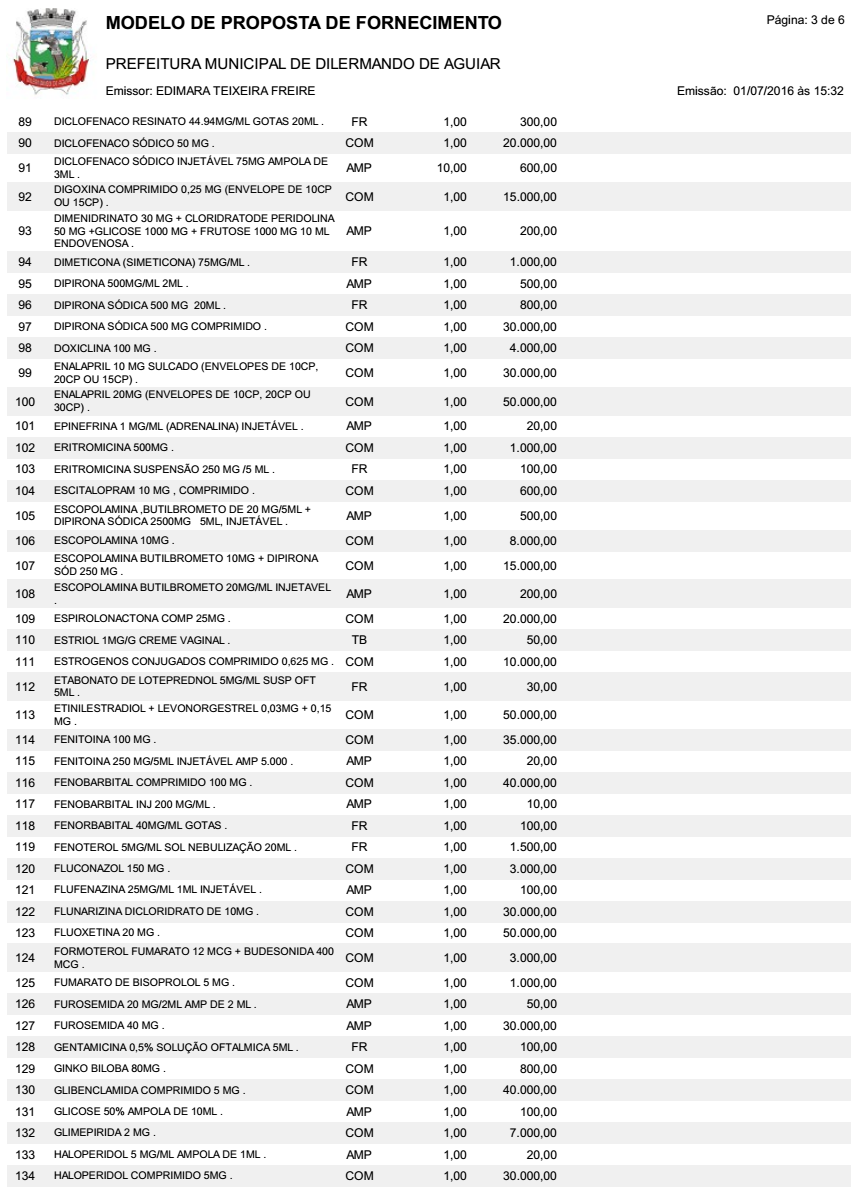 MODELO DE PROPOSTA DE FORNECIMENTO
Página: 3 de 6
PREFEITURA MUNICIPAL DE DILERMANDO DE AGUIAR
Emissor: EDIMARA TEIXEIRA FREIRE
Emissão: 01/07/2016 às 15:32
89 DICLOFENACO RESINATO 44.94MG/ML GOTAS 20ML . FR 1,00 300,00
90 DICLOFENACO SÓDICO 50 MG . COM 1,00 20.000,00
91 DICLOFENACO SÓDICO INJETÁVEL 75MG AMPOLA DE
3ML . AMP 10,00 600,00
92 DIGOXINA COMPRIMIDO 0,25 MG (ENVELOPE DE 10CP
OU 15CP) . COM 1,00 15.000,00
DIMENIDRINATO 30 MG + CLORIDRATODE PERIDOLINA
93 50 MG +GLICOSE 1000 MG + FRUTOSE 1000 MG 10 ML AMP 1,00 200,00
ENDOVENOSA .
94 DIMETICONA (SIMETICONA) 75MG/ML . FR 1,00 1.000,00
95 DIPIRONA 500MG/ML 2ML . AMP 1,00 500,00
96 DIPIRONA SÓDICA 500 MG 20ML . FR 1,00 800,00
97 DIPIRONA SÓDICA 500 MG COMPRIMIDO . COM 1,00 30.000,00
98 DOXICLINA 100 MG . COM 1,00 4.000,00
99 ENALAPRIL 10 MG SULCADO (ENVELOPES DE 10CP,
20CP OU 15CP) . COM 1,00 30.000,00
100 ENALAPRIL 20MG (ENVELOPES DE 10CP, 20CP OU
30CP) . COM 1,00 50.000,00
101 EPINEFRINA 1 MG/ML (ADRENALINA) INJETÁVEL . AMP 1,00 20,00
102 ERITROMICINA 500MG . COM 1,00 1.000,00
103 ERITROMICINA SUSPENSÃO 250 MG /5 ML . FR 1,00 100,00
104 ESCITALOPRAM 10 MG , COMPRIMIDO . COM 1,00 600,00
105 ESCOPOLAMINA ,BUTILBROMETO DE 20 MG/5ML +
DIPIRONA SÓDICA 2500MG 5ML, INJETÁVEL . AMP 1,00 500,00
106 ESCOPOLAMINA 10MG . COM 1,00 8.000,00
107 ESCOPOLAMINA BUTILBROMETO 10MG + DIPIRONA
SÓD 250 MG . COM 1,00 15.000,00
108 ESCOPOLAMINA BUTILBROMETO 20MG/ML INJETAVEL
. AMP 1,00 200,00
109 ESPIROLONACTONA COMP 25MG . COM 1,00 20.000,00
110 ESTRIOL 1MG/G CREME VAGINAL . TB 1,00 50,00
111 ESTROGENOS CONJUGADOS COMPRIMIDO 0,625 MG . COM 1,00 10.000,00
112 ETABONATO DE LOTEPREDNOL 5MG/ML SUSP OFT
5ML . FR 1,00 30,00
113 ETINILESTRADIOL + LEVONORGESTREL 0,03MG + 0,15
MG . COM 1,00 50.000,00
114 FENITOINA 100 MG . COM 1,00 35.000,00
115 FENITOINA 250 MG/5ML INJETÁVEL AMP 5.000 . AMP 1,00 20,00
116 FENOBARBITAL COMPRIMIDO 100 MG . COM 1,00 40.000,00
117 FENOBARBITAL INJ 200 MG/ML . AMP 1,00 10,00
118 FENORBABITAL 40MG/ML GOTAS . FR 1,00 100,00
119 FENOTEROL 5MG/ML SOL NEBULIZAÇÃO 20ML . FR 1,00 1.500,00
120 FLUCONAZOL 150 MG . COM 1,00 3.000,00
121 FLUFENAZINA 25MG/ML 1ML INJETÁVEL . AMP 1,00 100,00
122 FLUNARIZINA DICLORIDRATO DE 10MG . COM 1,00 30.000,00
123 FLUOXETINA 20 MG . COM 1,00 50.000,00
124 FORMOTEROL FUMARATO 12 MCG + BUDESONIDA 400
MCG . COM 1,00 3.000,00
125 FUMARATO DE BISOPROLOL 5 MG . COM 1,00 1.000,00
126 FUROSEMIDA 20 MG/2ML AMP DE 2 ML . AMP 1,00 50,00
127 FUROSEMIDA 40 MG . AMP 1,00 30.000,00
128 GENTAMICINA 0,5% SOLUÇÃO OFTALMICA 5ML . FR 1,00 100,00
129 GINKO BILOBA 80MG . COM 1,00 800,00
130 GLIBENCLAMIDA COMPRIMIDO 5 MG . COM 1,00 40.000,00
131 GLICOSE 50% AMPOLA DE 10ML . AMP 1,00 100,00
132 GLIMEPIRIDA 2 MG . COM 1,00 7.000,00
133 HALOPERIDOL 5 MG/ML AMPOLA DE 1ML . AMP 1,00 20,00
134 HALOPERIDOL COMPRIMIDO 5MG . COM 1,00 30.000,00